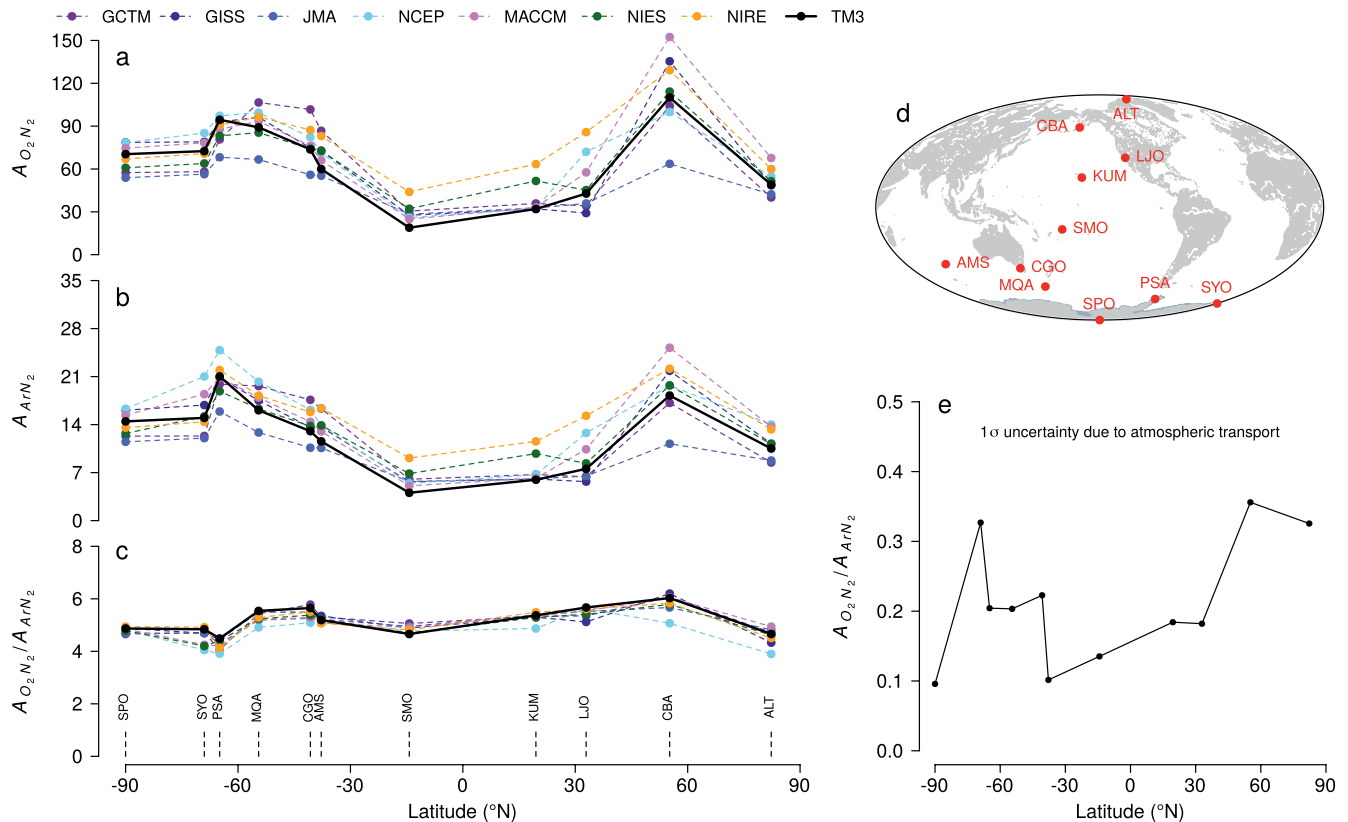 GCTM GISS JMA NCEP MACCM NIES NIRE TM3
a
A O2N2
150
120
90
60
30
0
b
A ArN2
35
28
21
14
7
0
c
A O2N2 / A ArN2
8
6
4
2
0
SPO SYO PSA MQA CGO AMS SMO KUM LJO CBA ALT
-90 -60 -30 0 30 60 90
Latitude (°N)
d
ALT
CBA
LJO
KUM
SMO
AMS
CGO
MQA
PSA
SYO
SPO
e
1σ uncertainty due to atmospheric transport
A O2N2 / A ArN2
0.5
0.4
0.3
0.2
0.1
0.0
-90 -60 -30 0 30 60 90
Latitude (°N)